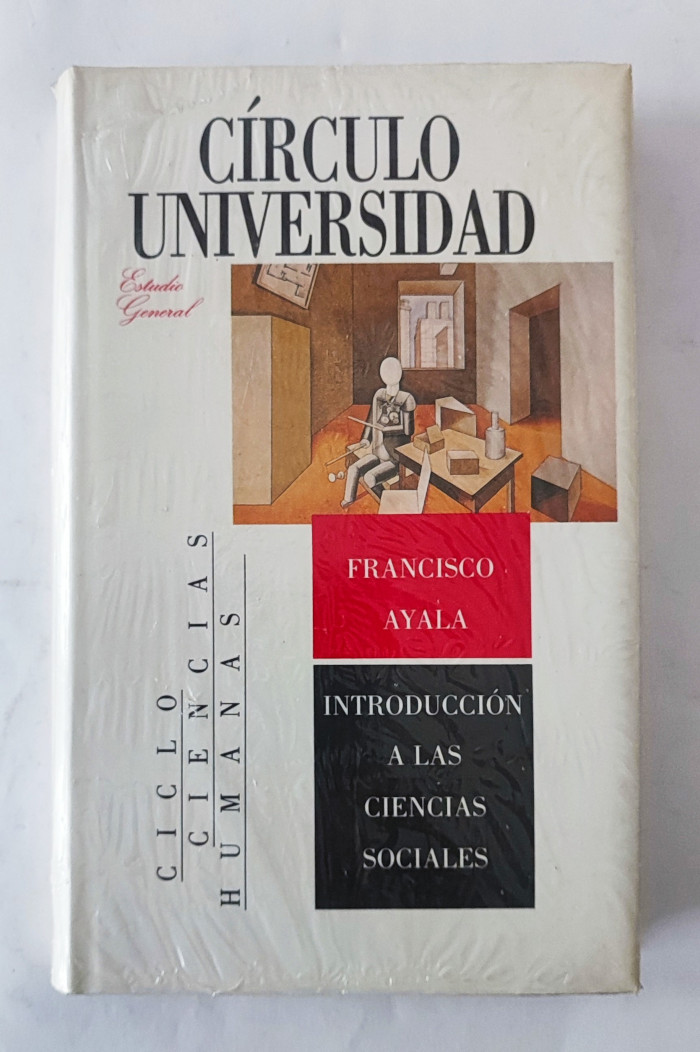 CÍRCULO
UNIVERSIDAD
Estudio
General
CICLO
CIENCIAS
HUMANAS
FRANCISCO
AYALA
INTRODUCCIÓN
A LAS
CIENCIAS
SOCIALES